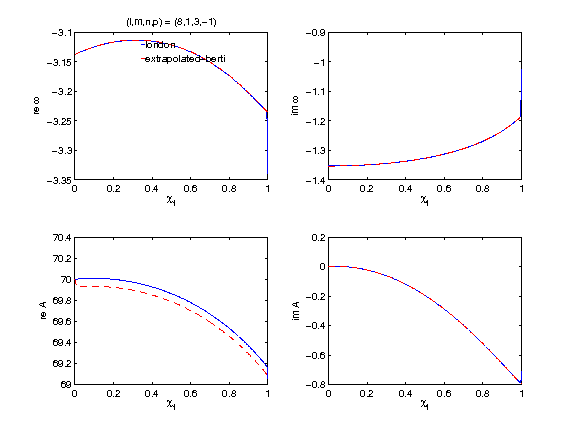 (l,m,n,p) = (8,1,3,−1)
−3.1
−3.15
−3.2
−3.25
−3.3
−3.35
re ω
0 0.2 0.4 0.6 0.8 1
χf
london
extrapolated-berti
−0.9
−1
−1.1
−1.2
−1.3
−1.4
im ω
0 0.2 0.4 0.6 0.8 1
χf
70.4
70.2
70
69.8
69.6
69.4
69.2
69
re A
0 0.2 0.4 0.6 0.8 1
χf
0.2
0
−0.2
−0.4
−0.6
−0.8
im A
0 0.2 0.4 0.6 0.8 1
χf